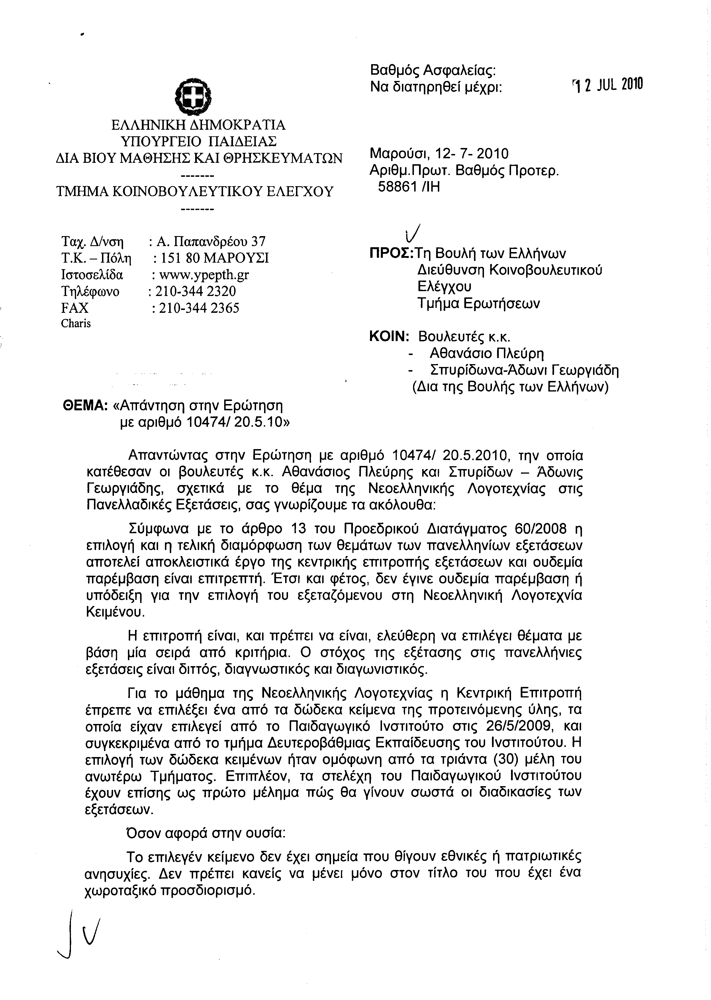 Βαθμός Ασφαλείας:
Να διατηρηθεί μέχρι:
12 JUL 2010
ΕΛΛΗΝΙΚΗ ΔΗΜΟΚΡΑΤΙΑ
ΥΠΟΥΡΓΕΙΟ ΠΑΙΔΕΙΑΣ
ΔΙΑ ΒΙΟΥ ΜΑΘΗΣΗΣ ΚΑΙ ΘΡΗΣΚΕΥΜΑΤΩΝ
-------
ΤΜΗΜΑ ΚΟΙΝΟΒΟΥΛΕΥΤΙΚΟΥ ΕΛΕΓΧΟΥ
-------
Μαρούσι, 12- 7- 2010
Αριθμ.Πρωτ. Βαθμός Προτερ.
58861 /ΙΗ
Ταχ. Δ/νση : Α. Παπανδρέου 37
Τ.Κ. – Πόλη : 151 80 ΜΑΡΟΥΣΙ
Ιστοσελίδα : www.ypepth.gr
Τηλέφωνο : 210-344 2320
FAX : 210-344 2365
Charis
ΠΡΟΣ:Τη Βουλή των Ελλήνων
Διεύθυνση Κοινοβουλευτικού
Ελέγχου
Τμήμα Ερωτήσεων
ΚΟΙΝ: Βουλευτές κ.κ.
- Αθανάσιο Πλεύρη
- Σπυρίδωνα-Άδωνι Γεωργιάδη
(Δια της Βουλής των Ελλήνων)
ΘΕΜΑ: «Απάντηση στην Ερώτηση
με αριθμό 10474/ 20.5.10»
Απαντώντας στην Ερώτηση με αριθμό 10474/ 20.5.2010, την οποία
κατέθεσαν οι βουλευτές κ.κ. Αθανάσιος Πλεύρης και Σπυρίδων – Άδωνις
Γεωργιάδης, σχετικά με το θέμα της Νεοελληνικής Λογοτεχνίας στις
Πανελλαδικές Εξετάσεις, σας γνωρίζουμε τα ακόλουθα:
Σύμφωνα με το άρθρο 13 του Προεδρικού Διατάγματος 60/2008 η
επιλογή και η τελική διαμόρφωση των θεμάτων των πανελληνίων εξετάσεων
αποτελεί αποκλειστικά έργο της κεντρικής επιτροπής εξετάσεων και ουδεμία
παρέμβαση είναι επιτρεπτή. Έτσι και φέτος, δεν έγινε ουδεμία παρέμβαση ή
υπόδειξη για την επιλογή του εξεταζόμενου στη Νεοελληνική Λογοτεχνία
Κειμένου.
Η επιτροπή είναι, και πρέπει να είναι, ελεύθερη να επιλέγει θέματα με
βάση μία σειρά από κριτήρια. Ο στόχος της εξέτασης στις πανελλήνιες
εξετάσεις είναι διττός, διαγνωστικός και διαγωνιστικός.
Για το μάθημα της Νεοελληνικής Λογοτεχνίας η Κεντρική Επιτροπή
έπρεπε να επιλέξει ένα από τα δώδεκα κείμενα της προτεινόμενης ύλης, τα
οποία είχαν επιλεγεί από το Παιδαγωγικό Ινστιτούτο στις 26/5/2009, και
συγκεκριμένα από το τμήμα Δευτεροβάθμιας Εκπαίδευσης του Ινστιτούτου. Η
επιλογή των δώδεκα κειμένων ήταν ομόφωνη από τα τριάντα (30) μέλη του
ανωτέρω Τμήματος. Επιπλέον, τα στελέχη του Παιδαγωγικού Ινστιτούτου
έχουν επίσης ως πρώτο μέλημα πώς θα γίνουν σωστά οι διαδικασίες των
εξετάσεων.
Όσον αφορά στην ουσία:
Το επιλεγέν κείμενο δεν έχει σημεία που θίγουν εθνικές ή πατριωτικές
ανησυχίες. Δεν πρέπει κανείς να μένει μόνο στον τίτλο του που έχει ένα
χωροταξικό προσδιορισμό.